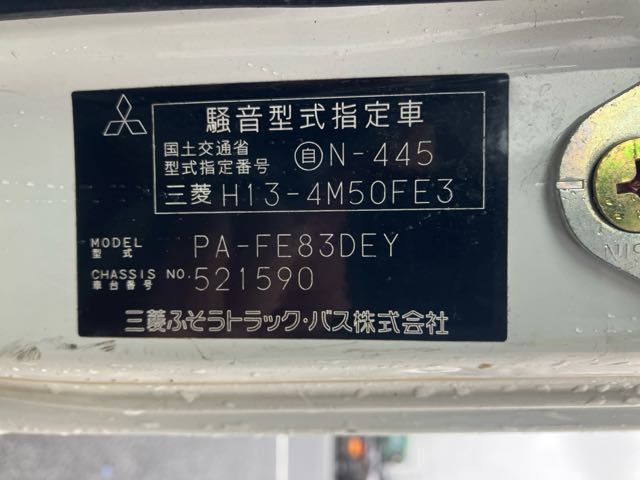 騒音型式指定車
国土交通省
型式指定番号 自N-445
三菱 H13-4M50FE3
MODEL
型式 PA-FE83DEY
CHASSIS NO.
車台番号 521590
三菱ふそうトラック・バス株式会社